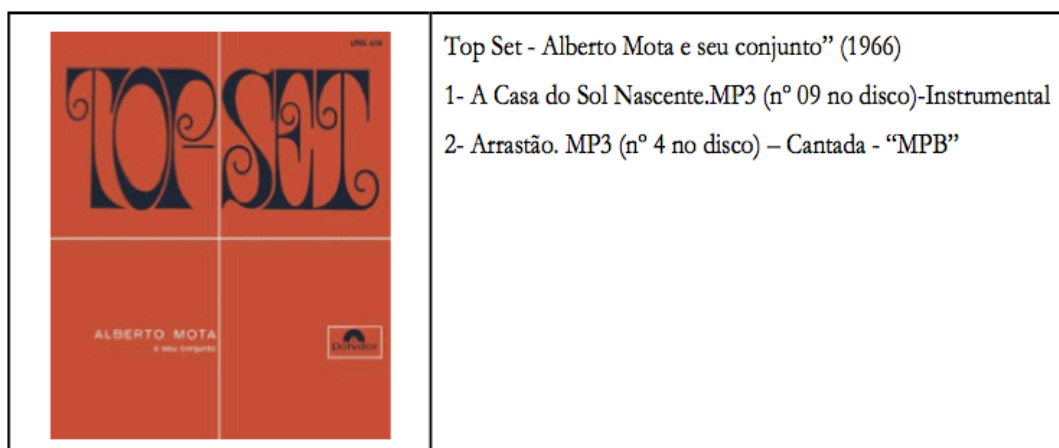 TOP SET
ALBERTO MOTA
e seu conjunto
Polydor
Top Set - Alberto Mota e seu conjunto” (1966)
1- A Casa do Sol Nascente.MP3 (nº 09 no disco)-Instrumental
2- Arrastão. MP3 (nº 4 no disco) – Cantada - “MPB”